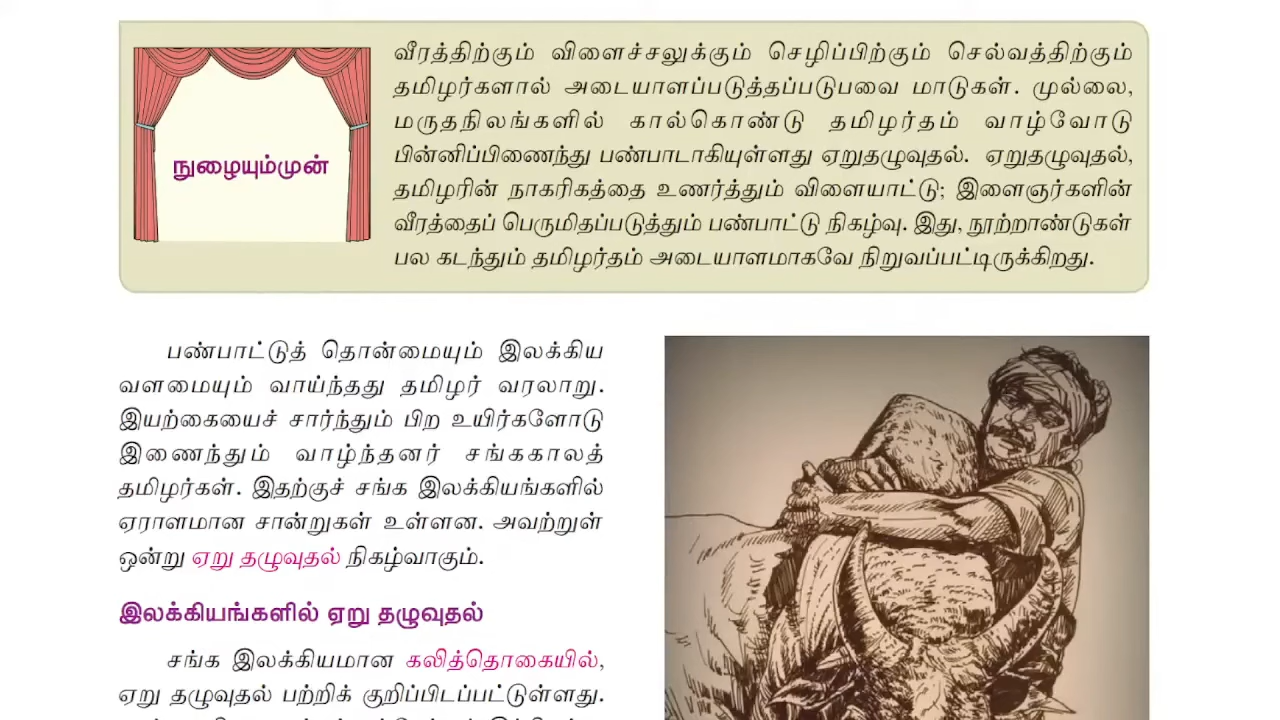 நுழையும்முன்
வீரத்திற்கும் விளைச்சலுக்கும் செழிப்பிற்கும் செல்வத்திற்கும்
தமிழர்களால் அடையாளப்படுத்தப்படுபவை மாடுகள். முல்லை,
மருதநிலங்களில் கால்கொண்டு தமிழர்தம் வாழ்வோடு
பின்னிப்பிணைந்து பண்பாடாகியுள்ளது ஏறுதழுவுதல். ஏறுதழுவுதல்,
தமிழரின் நாகரிகத்தை உணர்த்தும் விளையாட்டு; இளைஞர்களின்
வீரத்தைப் பெருமிதப்படுத்தும் பண்பாட்டு நிகழ்வு. இது, நூற்றாண்டுகள்
பல கடந்தும் தமிழர்தம் அடையாளமாகவே நிறுவப்பட்டிருக்கிறது.
பண்பாட்டுத் தொன்மையும் இலக்கிய
வளமையும் வாய்ந்தது தமிழர் வரலாறு.
இயற்கையைச் சார்ந்தும் பிற உயிர்களோடு
இணைந்தும் வாழ்ந்தனர் சங்ககாலத்
தமிழர்கள். இதற்குச் சங்க இலக்கியங்களில்
ஏராளமான சான்றுகள் உள்ளன. அவற்றுள்
ஒன்று ஏறு தழுவுதல் நிகழ்வாகும்.
இலக்கியங்களில் ஏறு தழுவுதல்
சங்க இலக்கியமான கலித்தொகையில்,
ஏறு தழுவுதல் பற்றிக் குறிப்பிடப்பட்டுள்ளது.